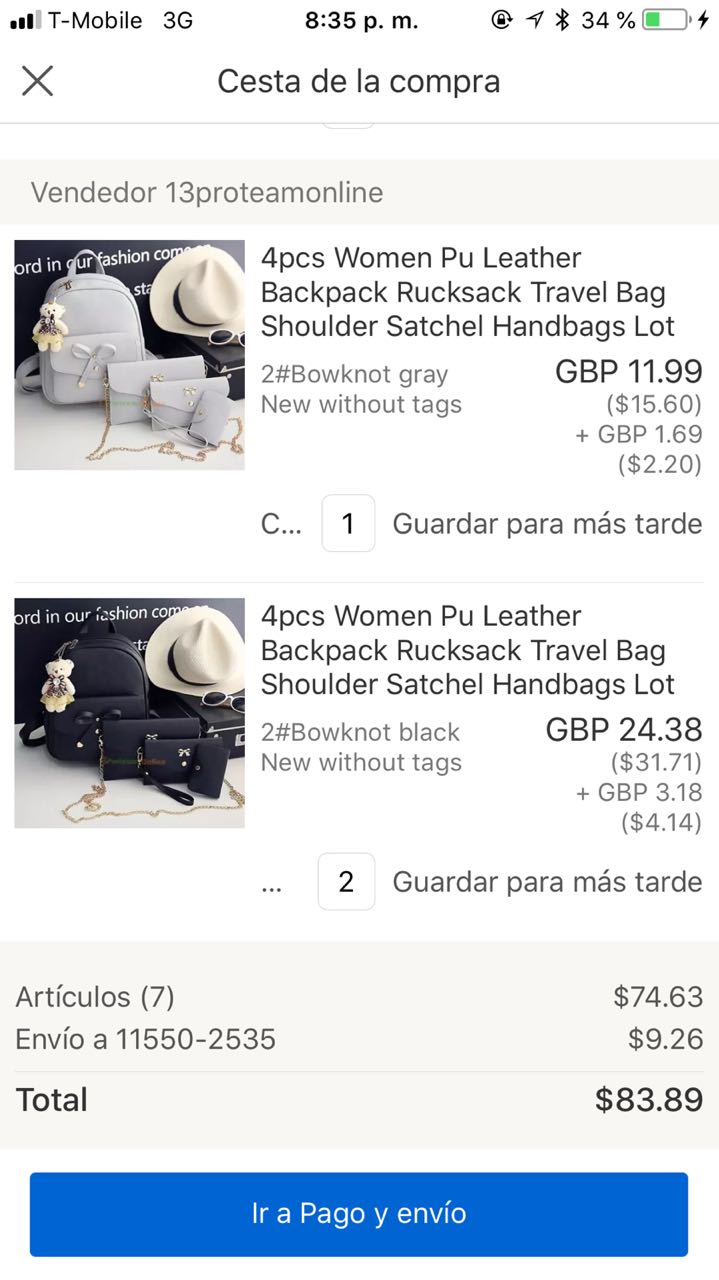 T-Mobile 3G 8:35 p. m. 34 %
Cesta de la compra
Vendedor 13proteamonline
ord in our fashion com
sta
4pcs Women Pu Leather
Backpack Rucksack Travel Bag
Shoulder Satchel Handbags Lot
2#Bowknot gray GBP 11.99
New without tags ($15.60)
+ GBP 1.69
($2.20)
C... 1 Guardar para más tarde
ord in our fashion com
sta
4pcs Women Pu Leather
Backpack Rucksack Travel Bag
Shoulder Satchel Handbags Lot
2#Bowknot black GBP 24.38
New without tags ($31.71)
+ GBP 3.18
($4.14)
... 2 Guardar para más tarde
Artículos (7) $74.63
Envío a 11550-2535 $9.26
Total $83.89
Ir a Pago y envío